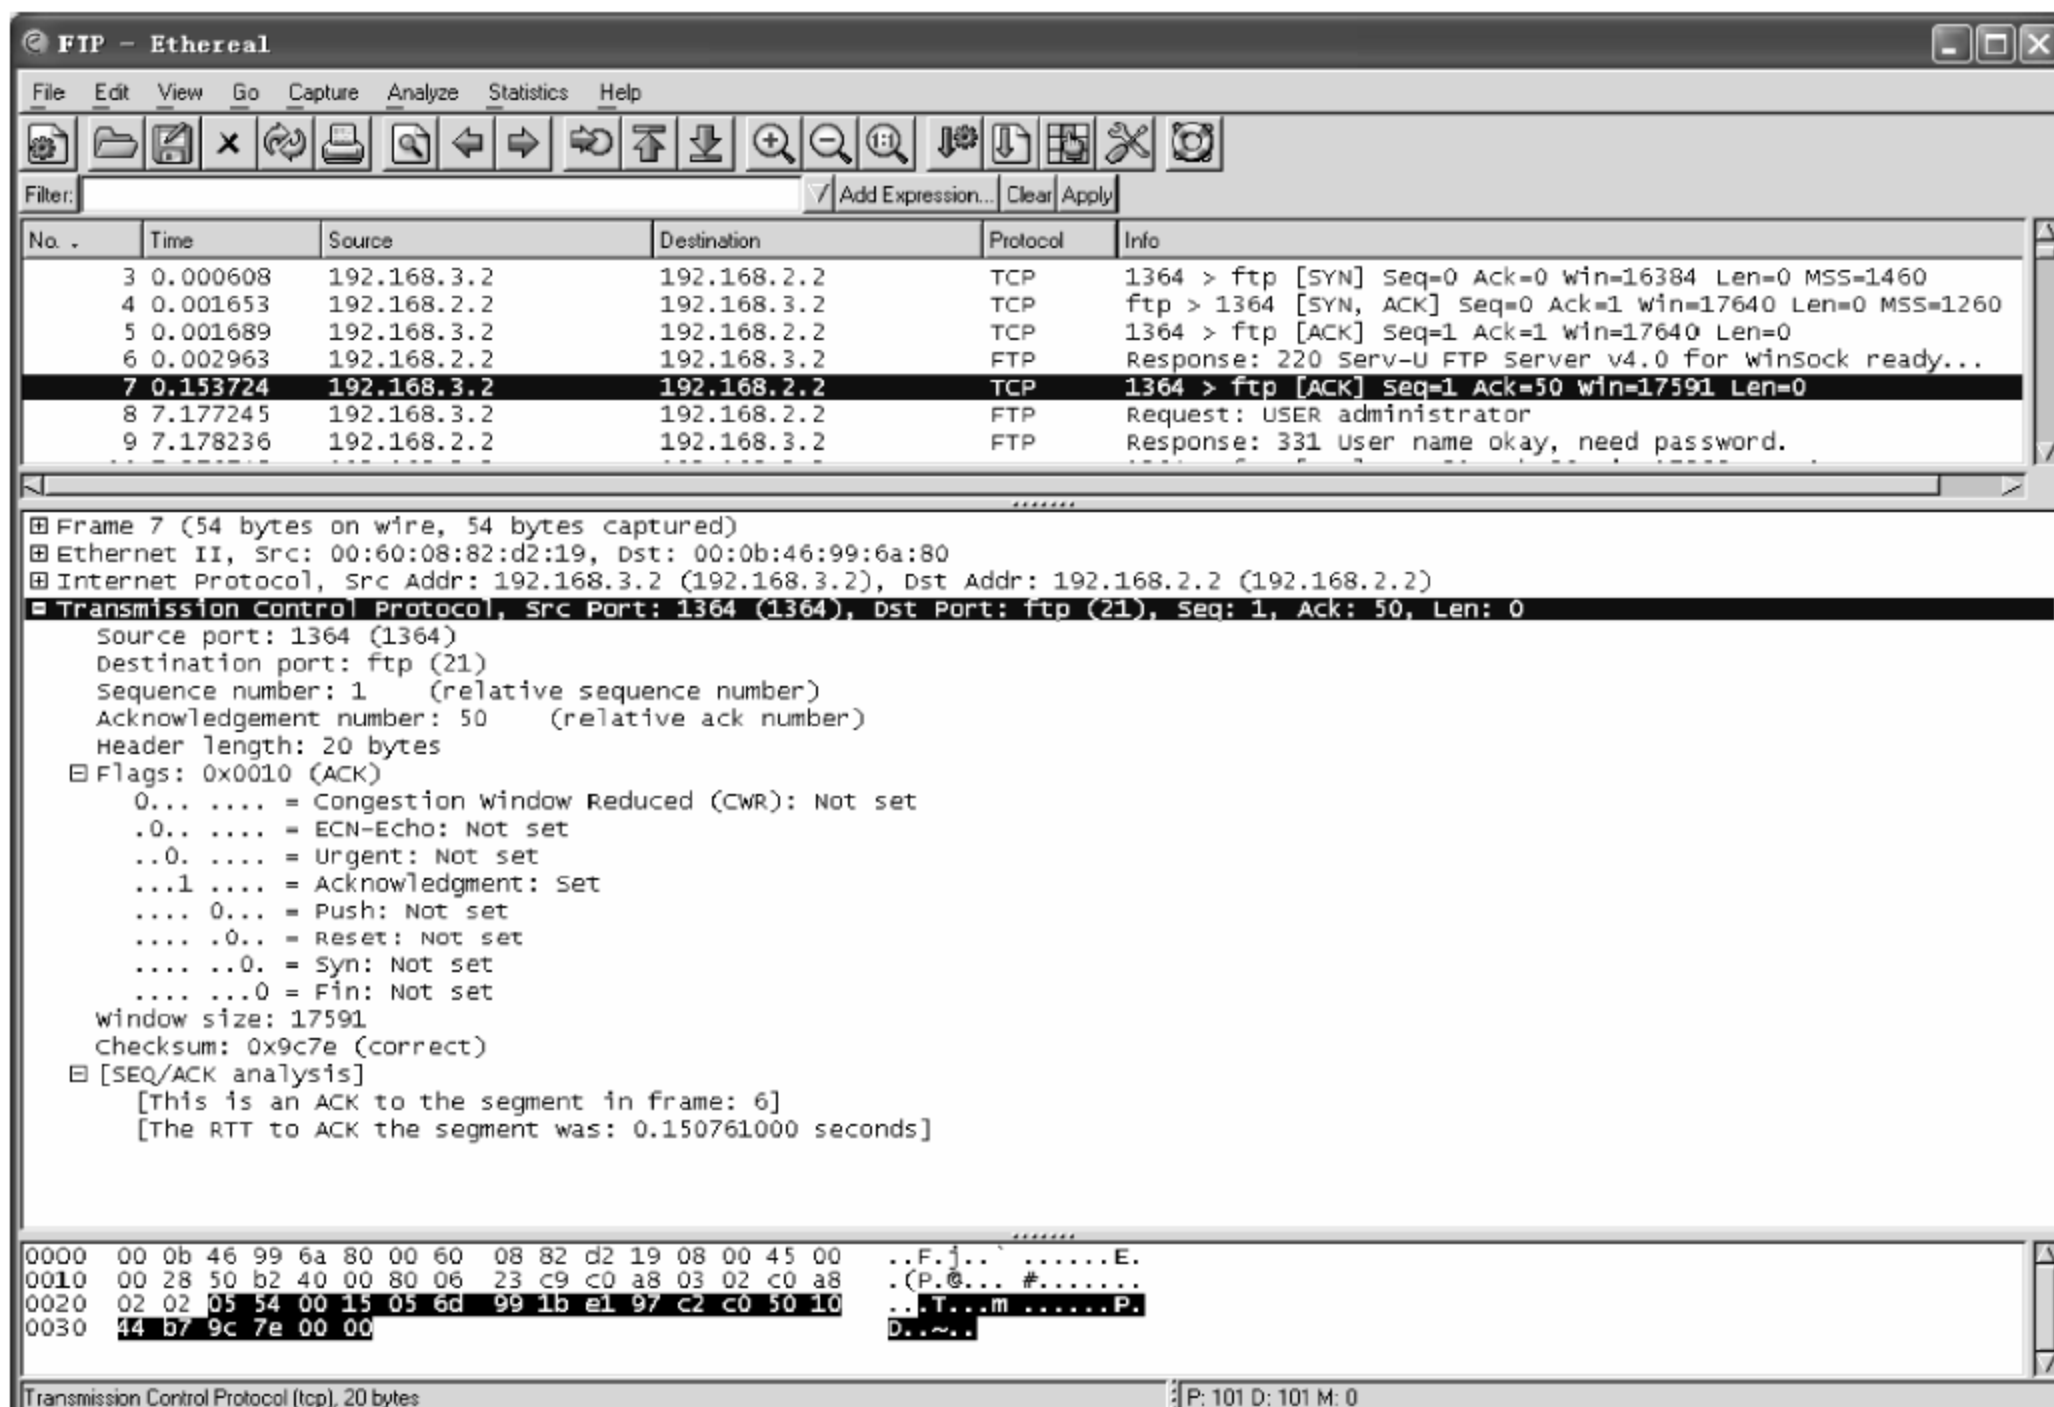 FTP - Ethereal
File Edit View Go Capture Analyze Statistics Help
Filter: Add Expression... Clear Apply
No. . Time Source Destination Protocol Info
3 0.000608 192.168.3.2 192.168.2.2 TCP 1364 > ftp [SYN] Seq=0 Ack=0 Win=16384 Len=0 MSS=1460
4 0.001653 192.168.2.2 192.168.3.2 TCP ftp > 1364 [SYN, ACK] Seq=0 Ack=1 Win=17640 Len=0 MSS=1260
5 0.001689 192.168.3.2 192.168.2.2 TCP 1364 > ftp [ACK] Seq=1 Ack=1 Win=17640 Len=0
6 0.002963 192.168.2.2 192.168.3.2 FTP Response: 220 Serv-U FTP Server v4.0 for WinSock ready...
7 0.153724 192.168.3.2 192.168.2.2 TCP 1364 > ftp [ACK] Seq=1 Ack=50 Win=17591 Len=0
8 7.177245 192.168.3.2 192.168.2.2 FTP Request: USER administrator
9 7.178236 192.168.2.2 192.168.3.2 FTP Response: 331 User name okay, need password.
Frame 7 (54 bytes on wire, 54 bytes captured)
Ethernet II, Src: 00:60:08:82:d2:19, Dst: 00:0b:46:99:6a:80
Internet Protocol, Src Addr: 192.168.3.2 (192.168.3.2), Dst Addr: 192.168.2.2 (192.168.2.2)
Transmission Control Protocol, Src Port: 1364 (1364), Dst Port: ftp (21), Seq: 1, Ack: 50, Len: 0
Source port: 1364 (1364)
Destination port: ftp (21)
Sequence number: 1 (relative sequence number)
Acknowledgement number: 50 (relative ack number)
Header length: 20 bytes
Flags: 0x0010 (ACK)
0... .... = Congestion Window Reduced (CWR): Not set
.0.. .... = ECN-Echo: Not set
..0. .... = Urgent: Not set
...1 .... = Acknowledgment: Set
.... 0... = Push: Not set
.... .0.. = Reset: Not set
.... ..0. = Syn: Not set
.... ...0 = Fin: Not set
Window size: 17591
Checksum: 0x9c7e (correct)
[SEQ/ACK analysis]
[This is an ACK to the segment in frame: 6]
[The RTT to ACK the segment was: 0.150761000 seconds]
0000 00 0b 46 99 6a 80 00 60 08 82 d2 19 08 00 45 00 ..F.j..` ......E.
0010 00 28 50 b2 40 00 80 06 23 c9 c0 a8 03 02 c0 a8 .(P.@... #.......
0020 02 02 05 54 00 15 05 6d 99 1b e1 97 c2 c0 50 10 ...T...m ......P.
0030 44 b7 9c 7e 00 00 D..~..
Transmission Control Protocol (tcp), 20 bytes P: 101 D: 101 M: 0